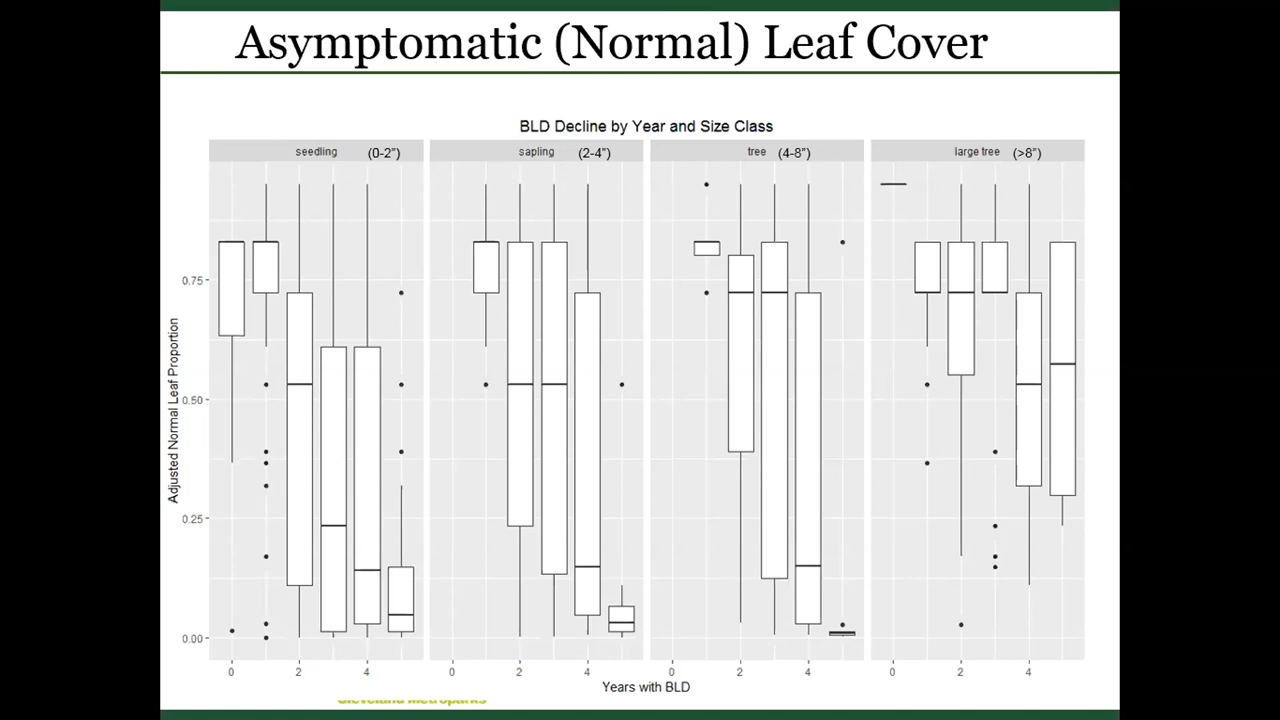 Asymptomatic (Normal) Leaf Cover
BLD Decline by Year and Size Class
seedling (0-2")
sapling (2-4")
tree (4-8")
large tree (>8")
Adjusted Normal Leaf Proportion
0.75
0.50
0.25
0.00
0 2 4
0 2 4
0 2 4
0 2 4
Years with BLD
Cleveland Metroparks